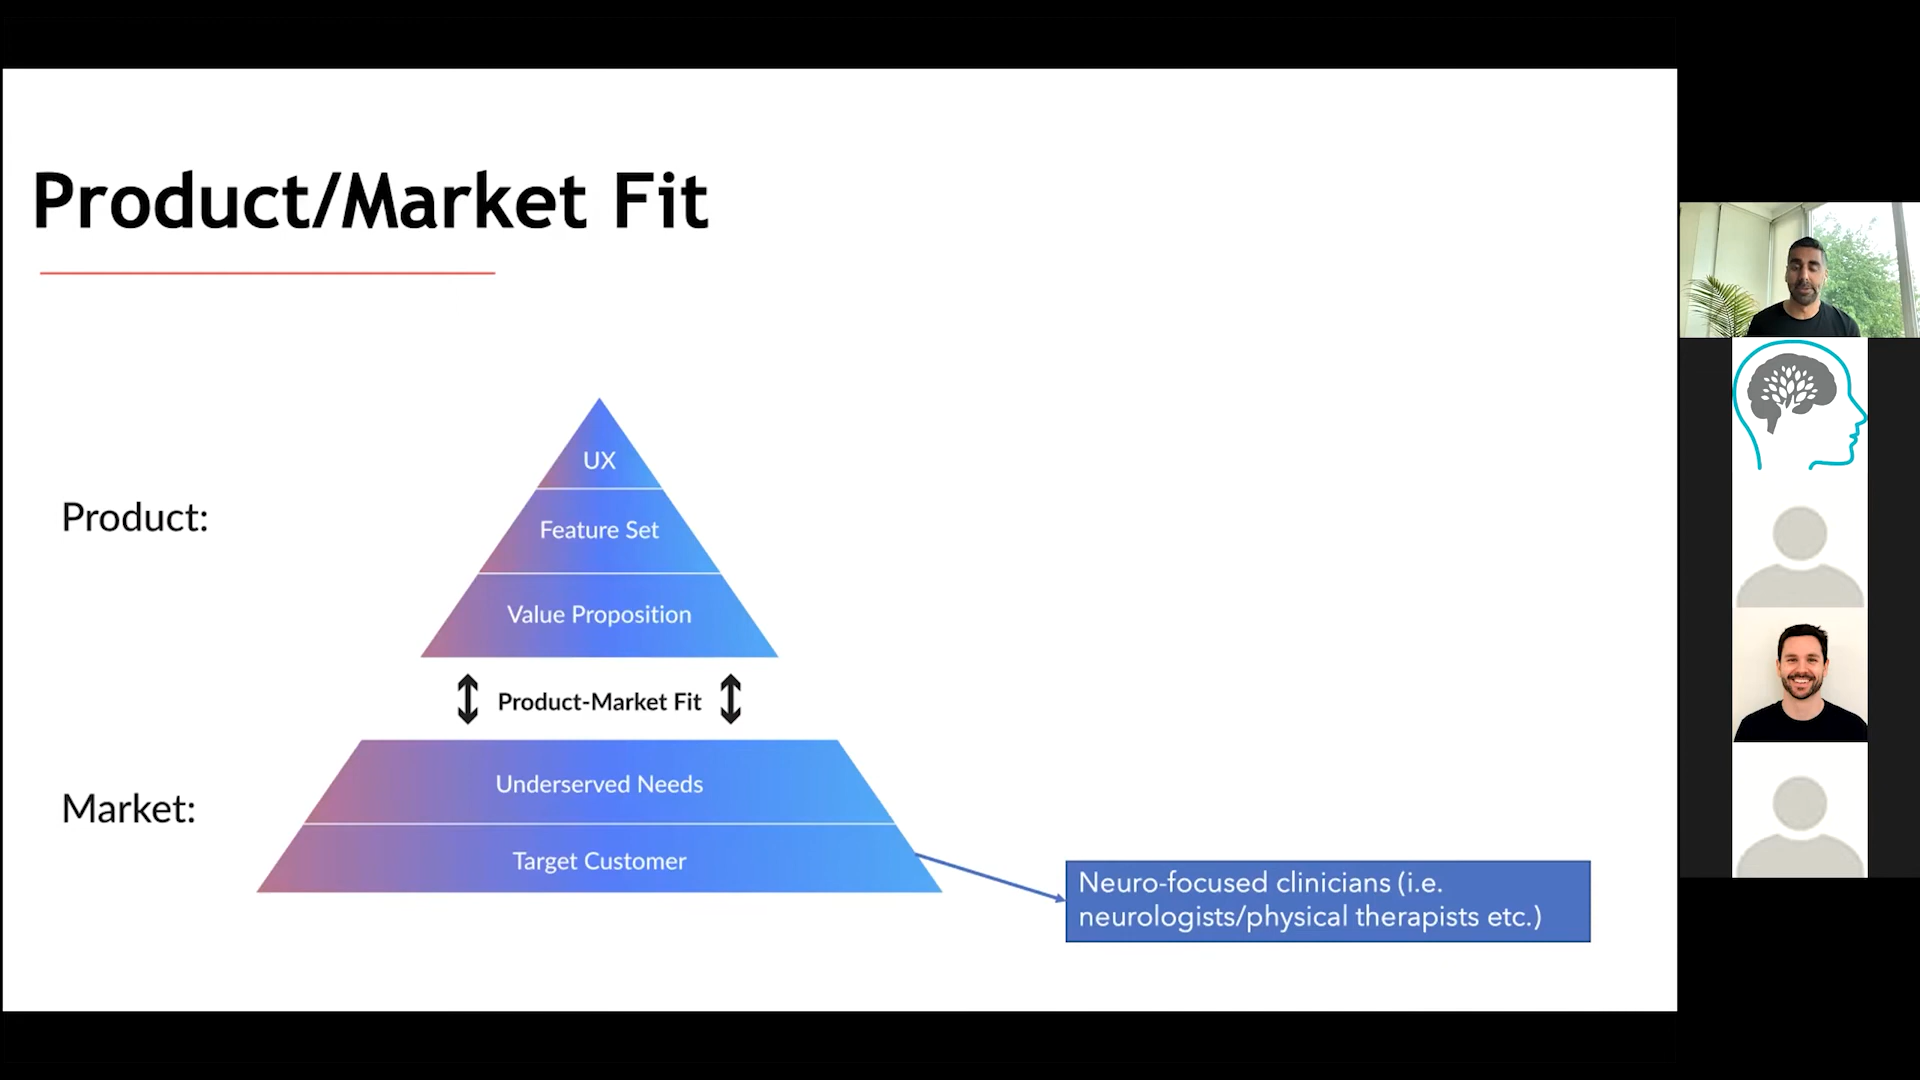 Product/Market Fit
Product:
UX
Feature Set
Value Proposition
Product-Market Fit
Market:
Underserved Needs
Target Customer
Neuro-focused clinicians (i.e.
neurologists/physical therapists etc.)